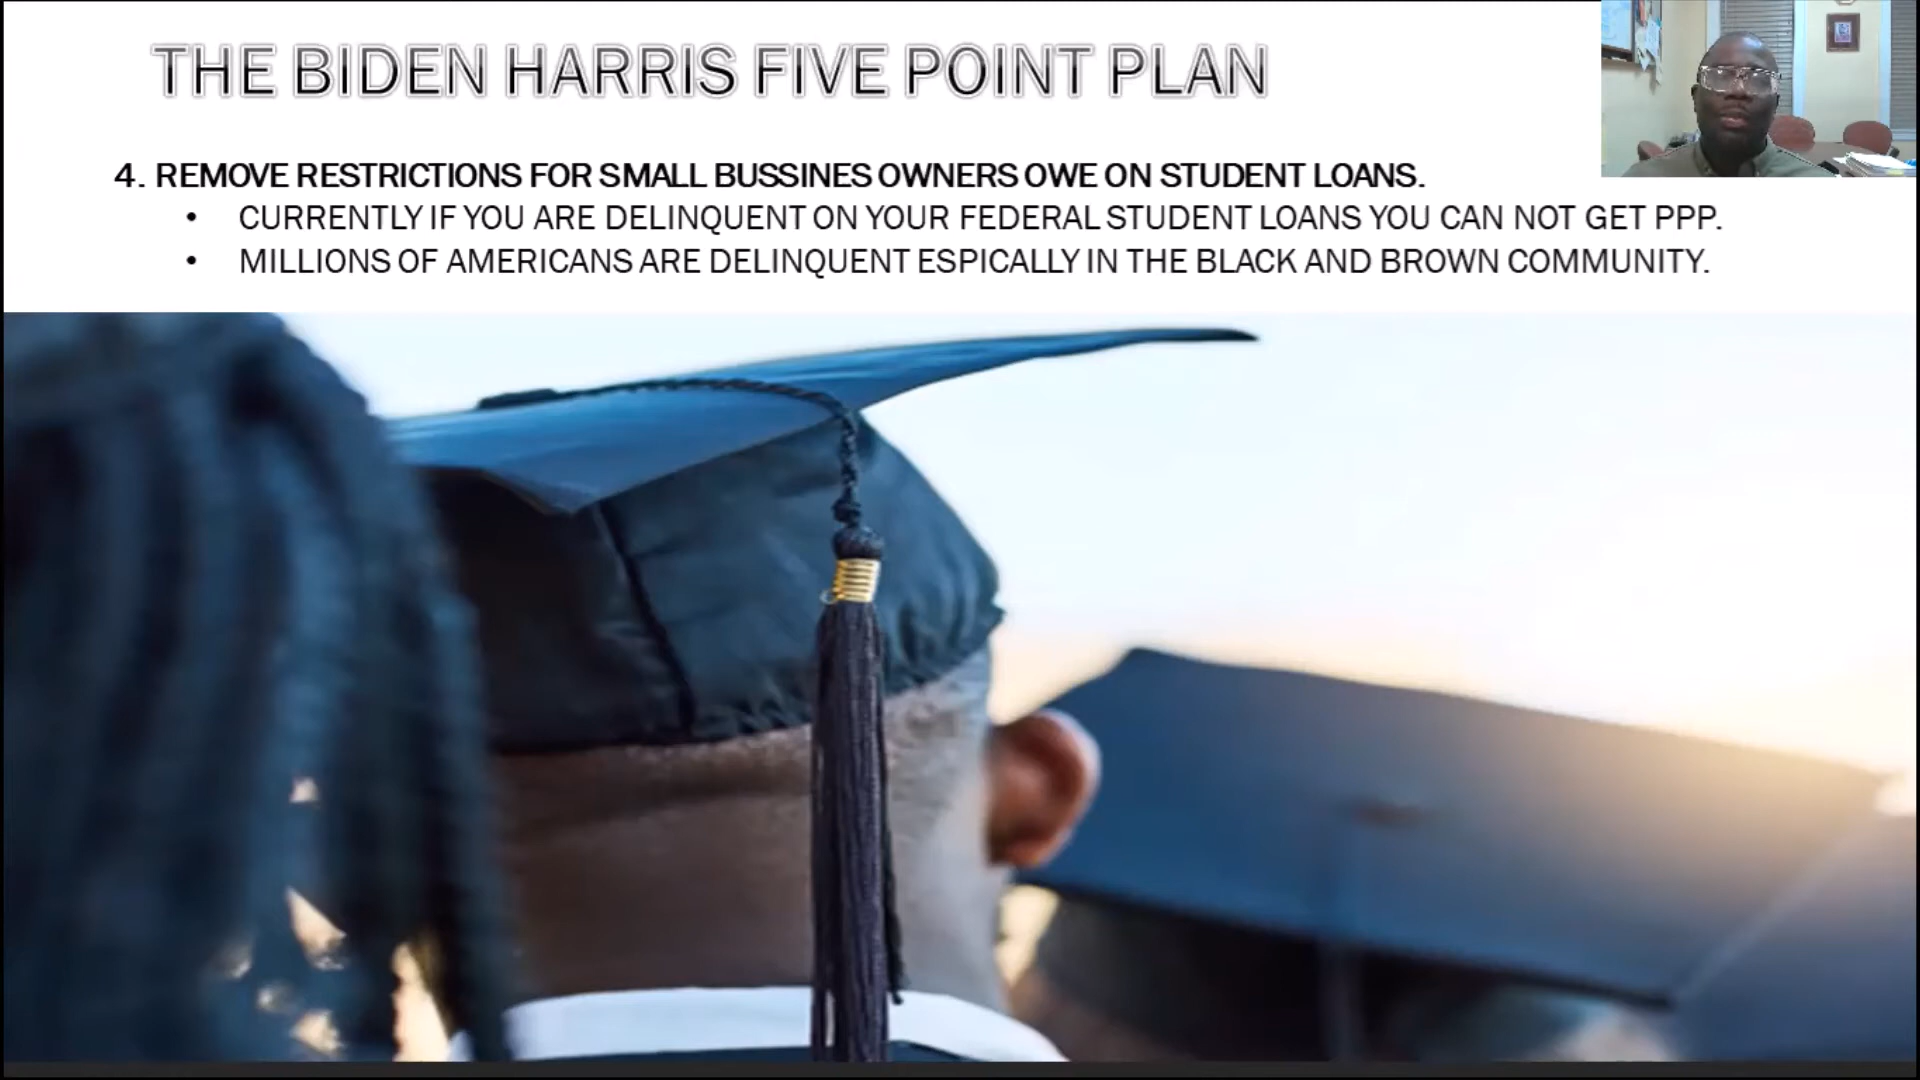 THE BIDEN HARRIS FIVE POINT PLAN
4. REMOVE RESTRICTIONS FOR SMALL BUSSINES OWNERS OWE ON STUDENT LOANS.
• CURRENTLY IF YOU ARE DELINQUENT ON YOUR FEDERAL STUDENT LOANS YOU CAN NOT GET PPP.
• MILLIONS OF AMERICANS ARE DELINQUENT ESPICALLY IN THE BLACK AND BROWN COMMUNITY.